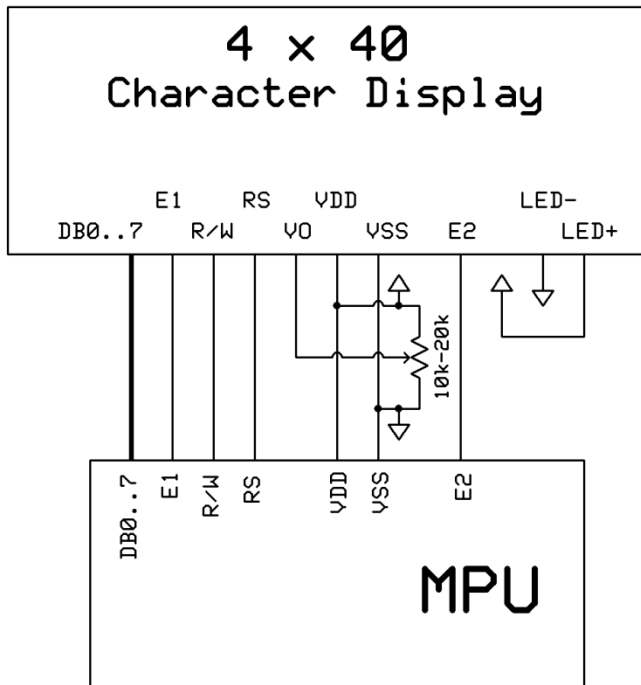 4 x 40
Character Display
E1 RS VDD LED-
DB0..7 R/W VO VSS E2 LED+
10k-20k
DB0..7 E1 R/W RS VDD VSS E2
MPU